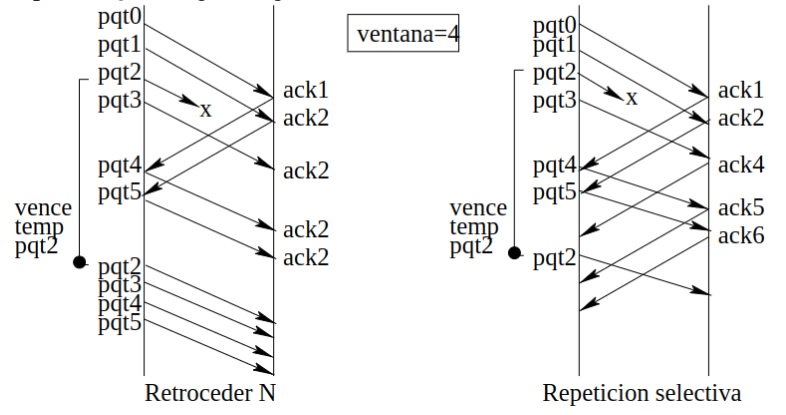 pqt0
pqt1
pqt2
pqt3
x
ack1
ack2
ack2
pqt4
pqt5
ack2
ack2
vence
temp
pqt2
pqt2
pqt3
pqt4
pqt5
Retroceder N
ventana=4
pqt0
pqt1
pqt2
pqt3
x
ack1
ack2
ack4
pqt4
pqt5
ack5
ack6
vence
temp
pqt2
pqt2
Repeticion selectiva